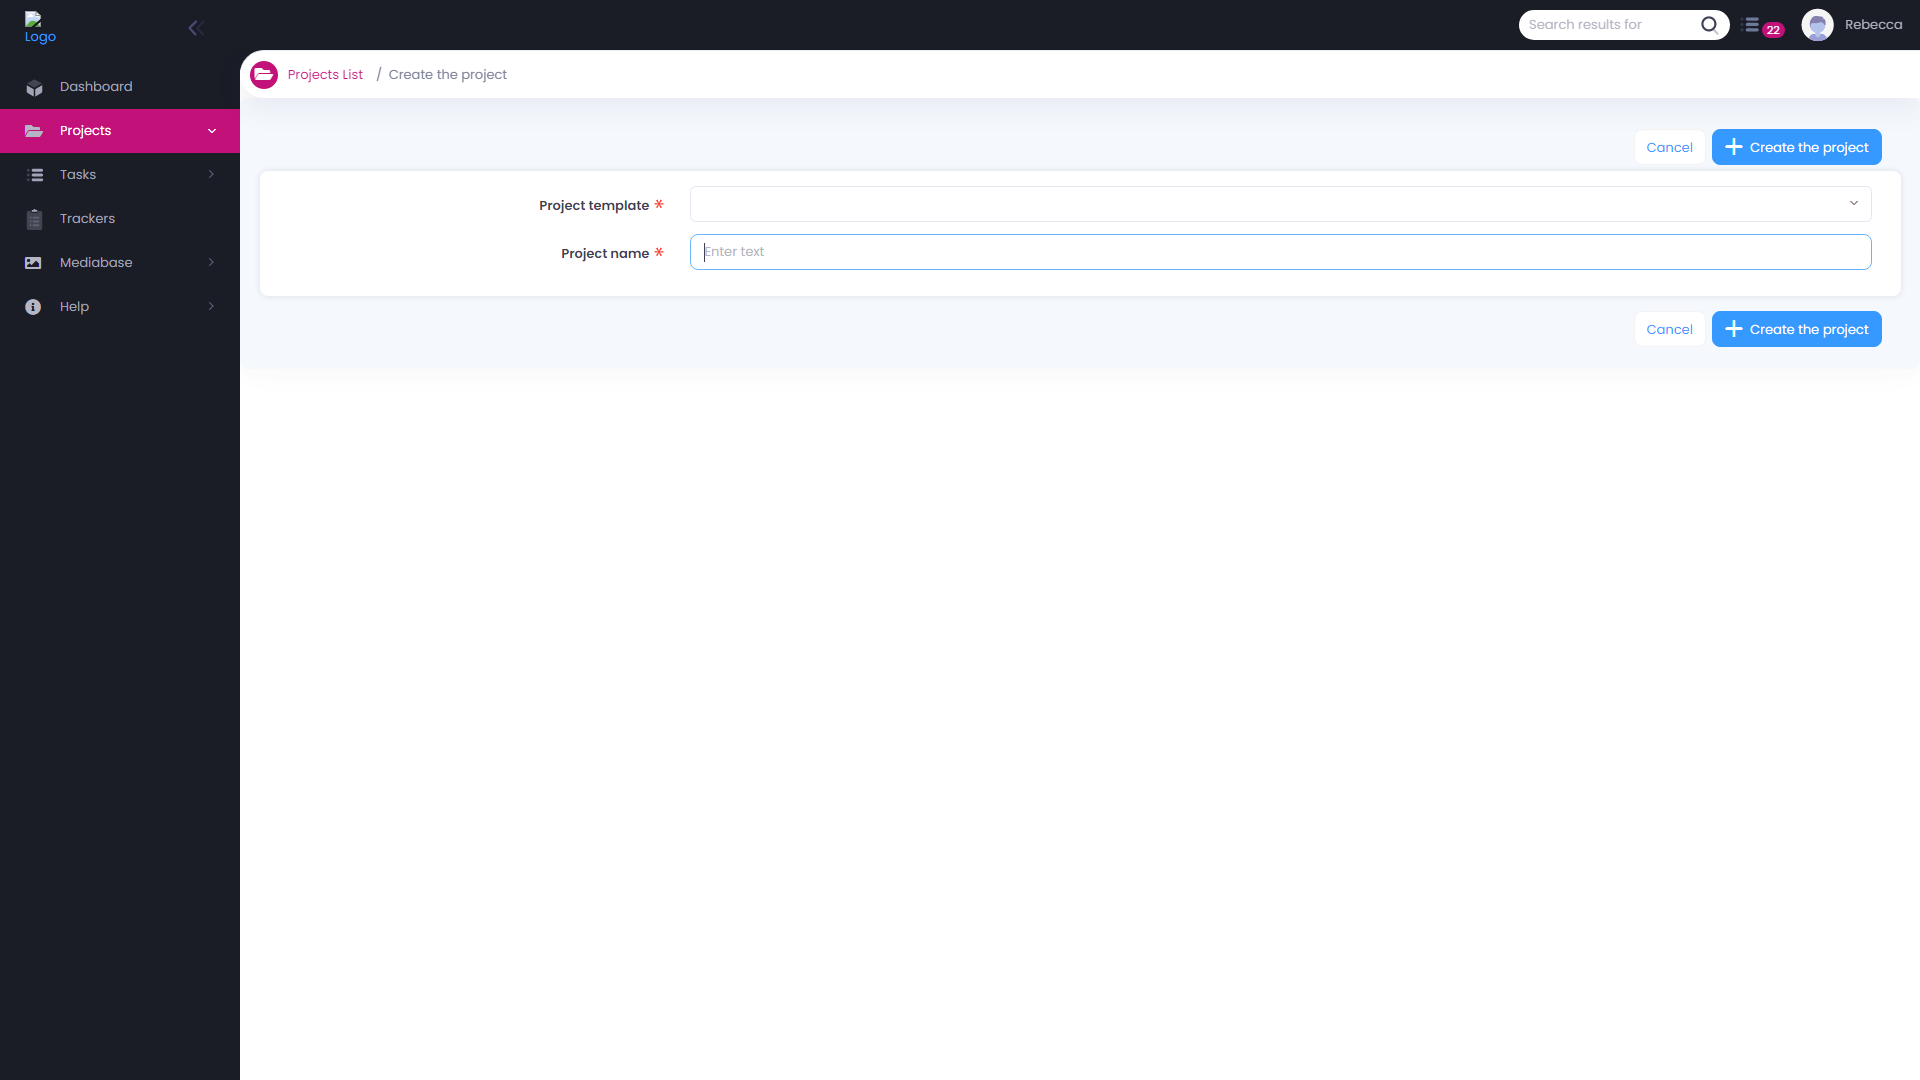 Logo
Search results for
22
Rebecca
Dashboard
Projects
Tasks
Trackers
Mediabase
Help
Projects List / Create the project
Cancel
Create the project
Project template *
Project name *
Enter text
Cancel
Create the project